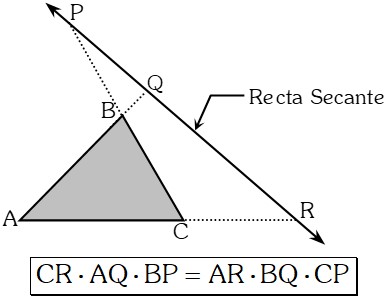 P
Q
B
Recta Secante
A
C
R
CR · AQ · BP = AR · BQ · CP